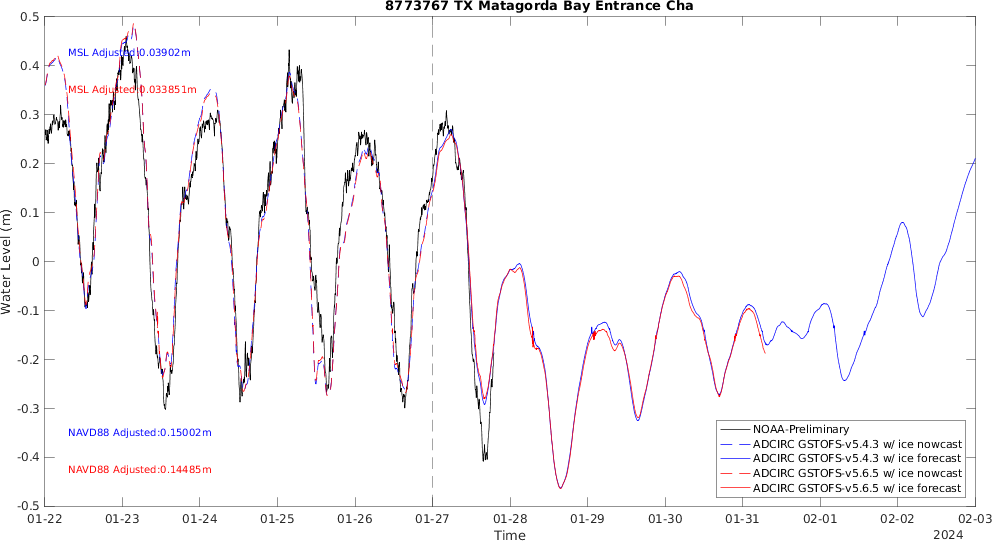 8773767 TX Matagorda Bay Entrance Cha
0.5
0.4
0.3
0.2
0.1
0
-0.1
-0.2
-0.3
-0.4
-0.5
Water Level (m)
MSL Adjusted:0.03902m
MSL Adjusted:0.033851m
NAVD88 Adjusted:0.15002m
NAVD88 Adjusted:0.14485m
NOAA-Preliminary
ADCIRC GSTOFS-v5.4.3 w/ ice nowcast
ADCIRC GSTOFS-v5.4.3 w/ ice forecast
ADCIRC GSTOFS-v5.6.5 w/ ice nowcast
ADCIRC GSTOFS-v5.6.5 w/ ice forecast
01-22 01-23 01-24 01-25 01-26 01-27 01-28 01-29 01-30 01-31 02-01 02-02 02-03
Time
2024